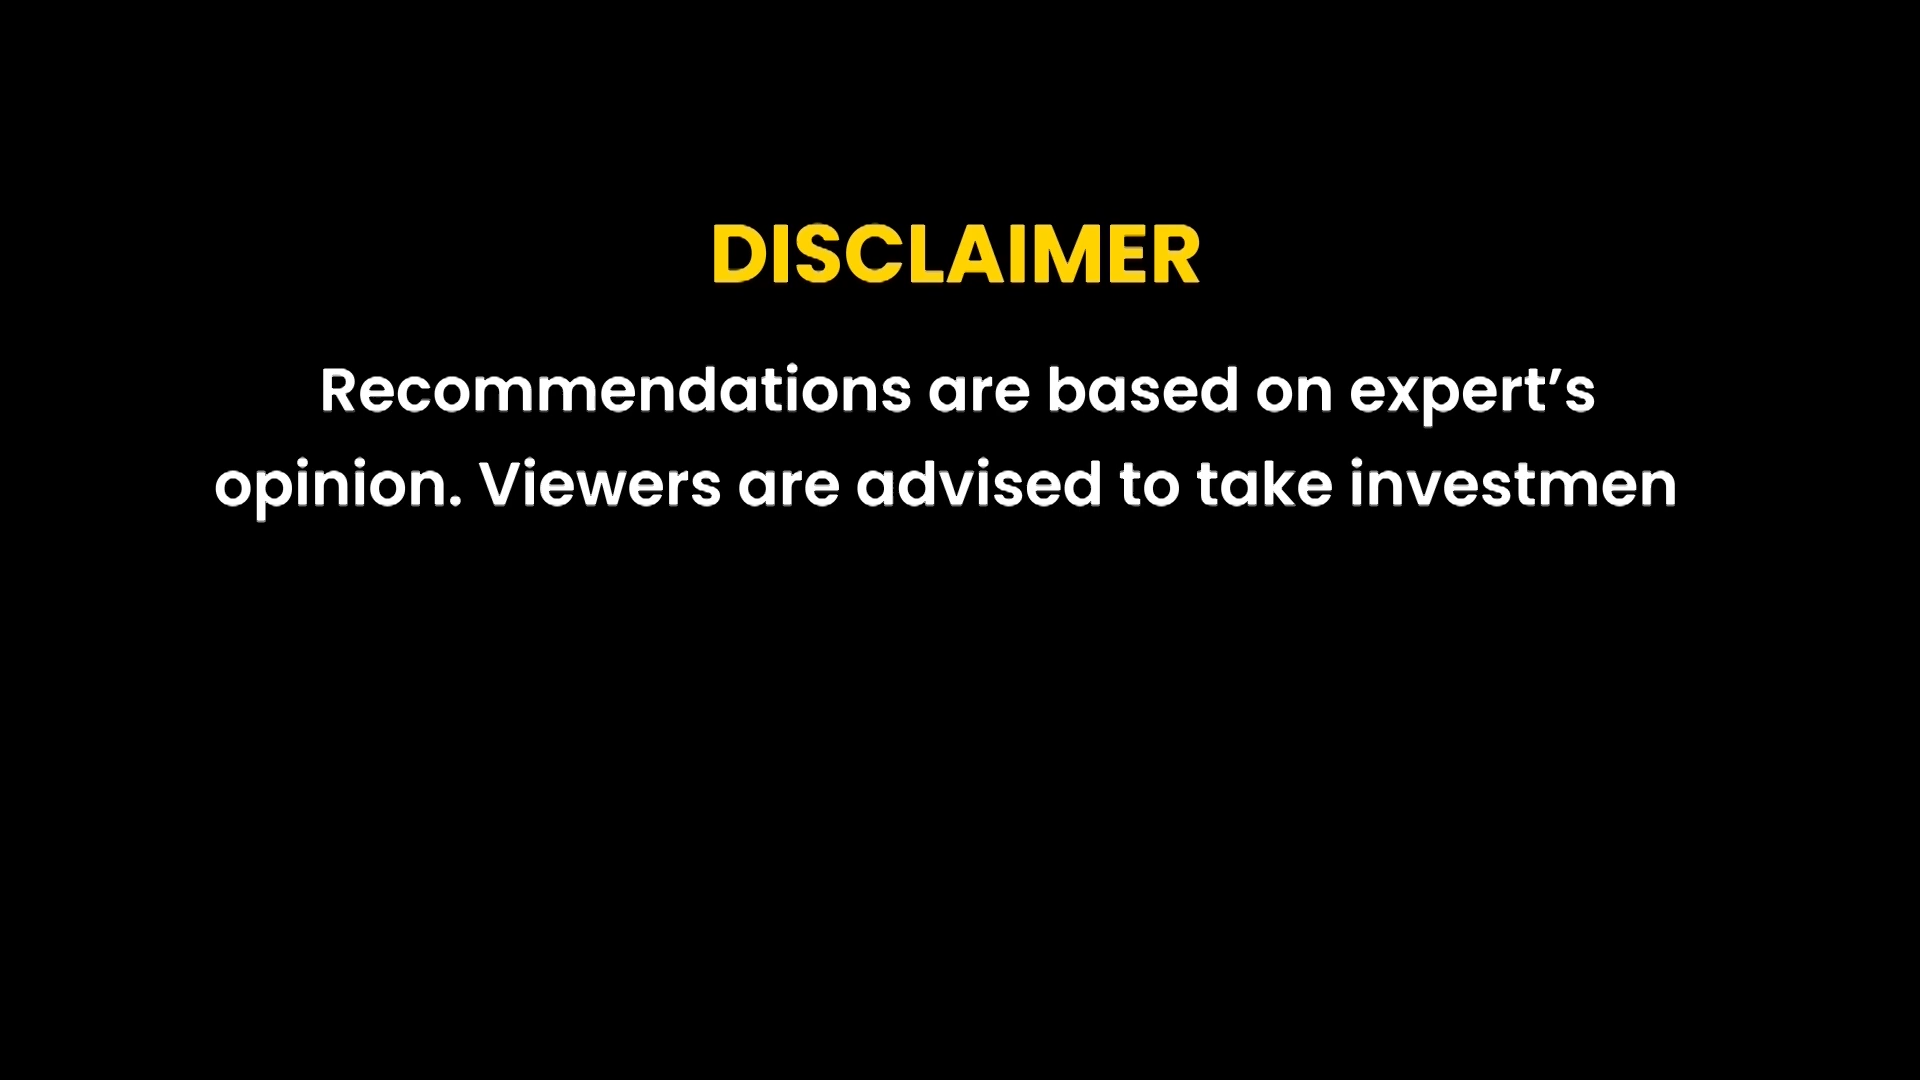 DISCLAIMER
Recommendations are based on expert’s
opinion. Viewers are advised to take investmen